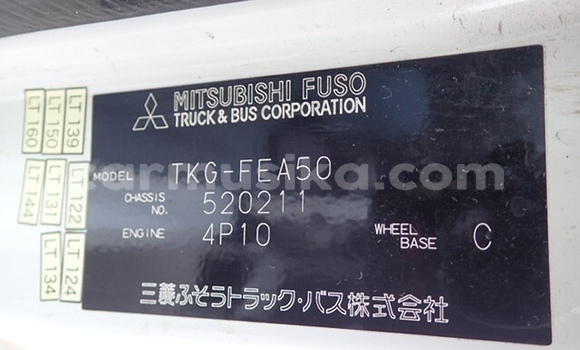 MITSUBISHI FUSO
TRUCK & BUS CORPORATION
MODEL TKG-FEA50
CHASSIS NO. 520211
ENGINE 4P10 WHEEL BASE C
三菱ふそうトラック・バス株式会社
LT 160
LT 150
LT 139
LT 144
LT 131
LT 122
LT 134
LT 124
carmusika.com